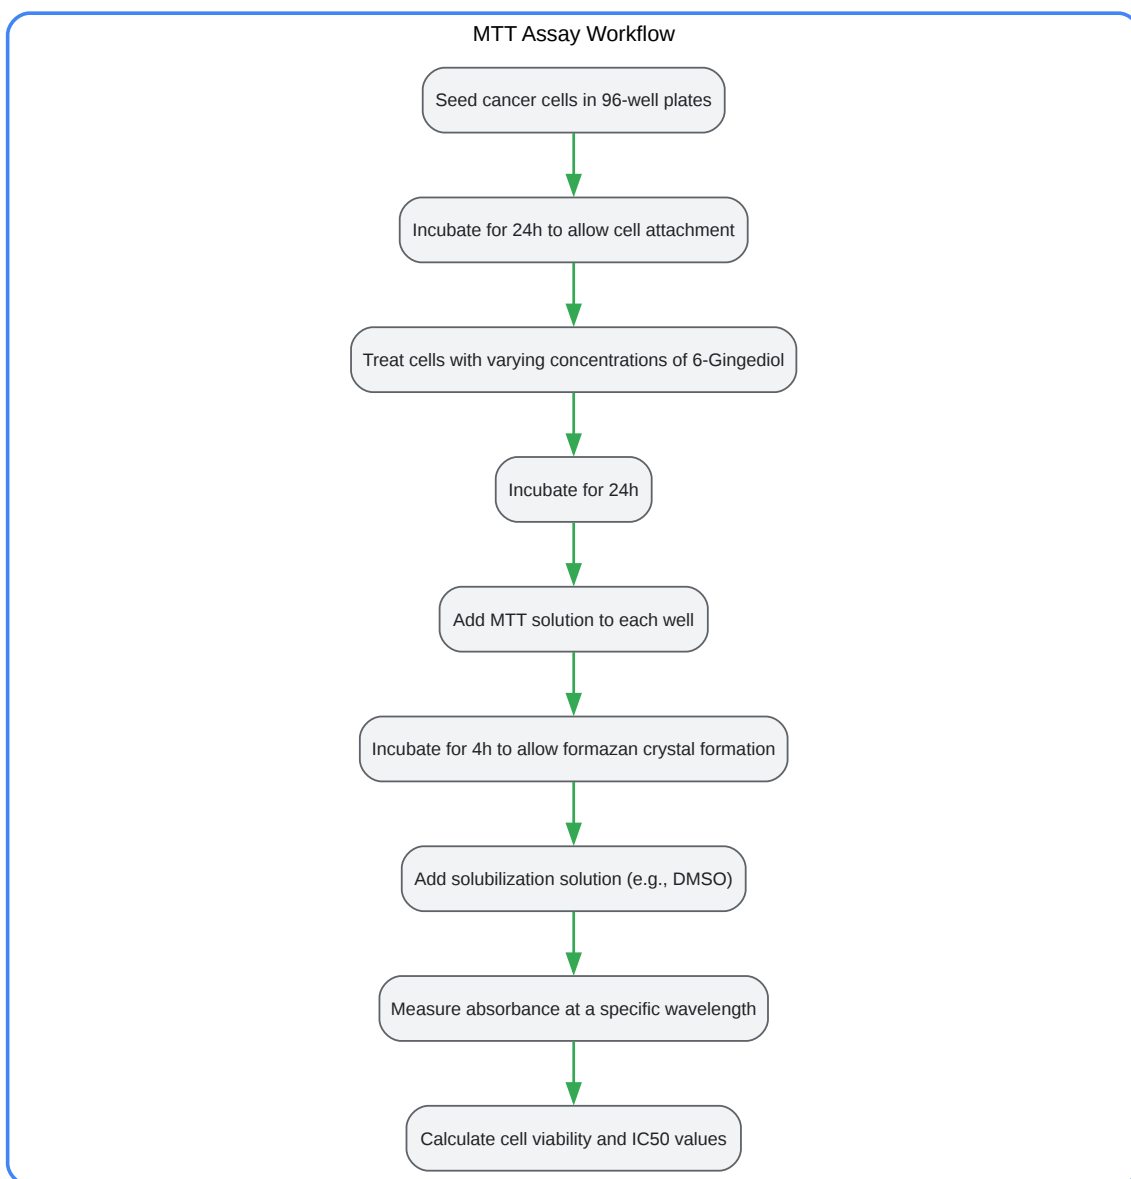 MTT Assay Workflow
Seed cancer cells in 96-well plates
Incubate for 24h to allow cell attachment
Treat cells with varying concentrations of 6-Gingediol
Incubate for 24h
Add MTT solution to each well
Incubate for 4h to allow formazan crystal formation
Add solubilization solution (e.g., DMSO)
Measure absorbance at a specific wavelength
Calculate cell viability and IC50 values